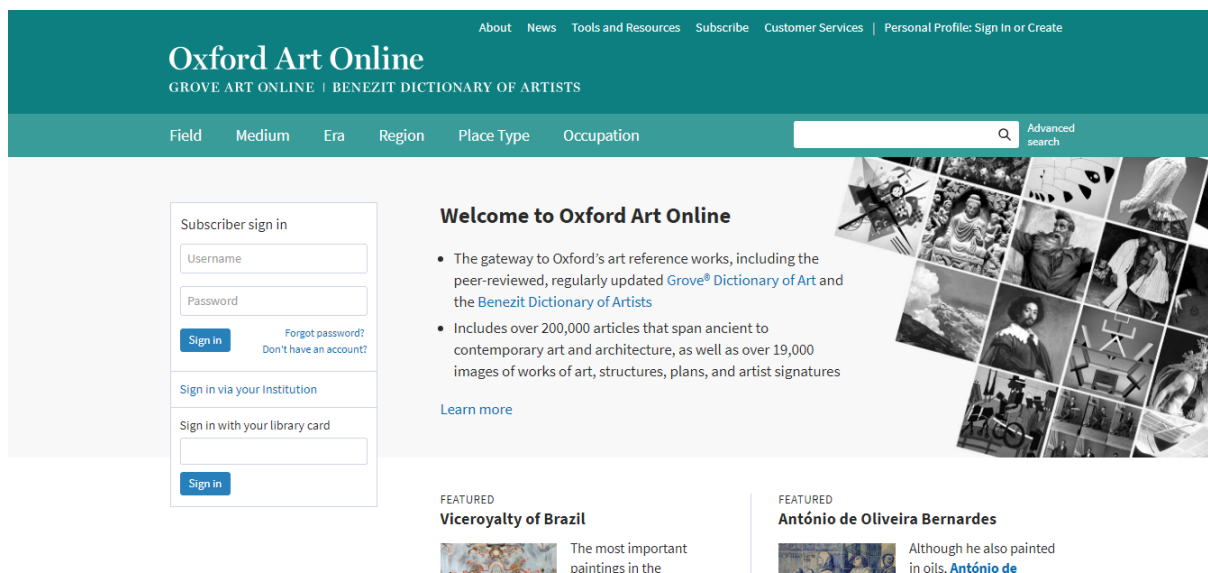 About News Tools and Resources Subscribe Customer Services | Personal Profile: Sign In or Create
Oxford Art Online
GROVE ART ONLINE | BENEZIT DICTIONARY OF ARTISTS
Field Medium Era Region Place Type Occupation
Advanced
search
Subscriber sign in
Username
Password
Sign in
Forgot password?
Don't have an account?
Sign in via your Institution
Sign in with your library card
Sign in
Welcome to Oxford Art Online
• The gateway to Oxford's art reference works, including the
peer-reviewed, regularly updated Grove® Dictionary of Art and
the Benezit Dictionary of Artists
• Includes over 200,000 articles that span ancient to
contemporary art and architecture, as well as over 19,000
images of works of art, structures, plans, and artist signatures
Learn more
FEATURED
Viceroyalty of Brazil
The most important
paintings in the
FEATURED
António de Oliveira Bernardes
Although he also painted
in oils, António de